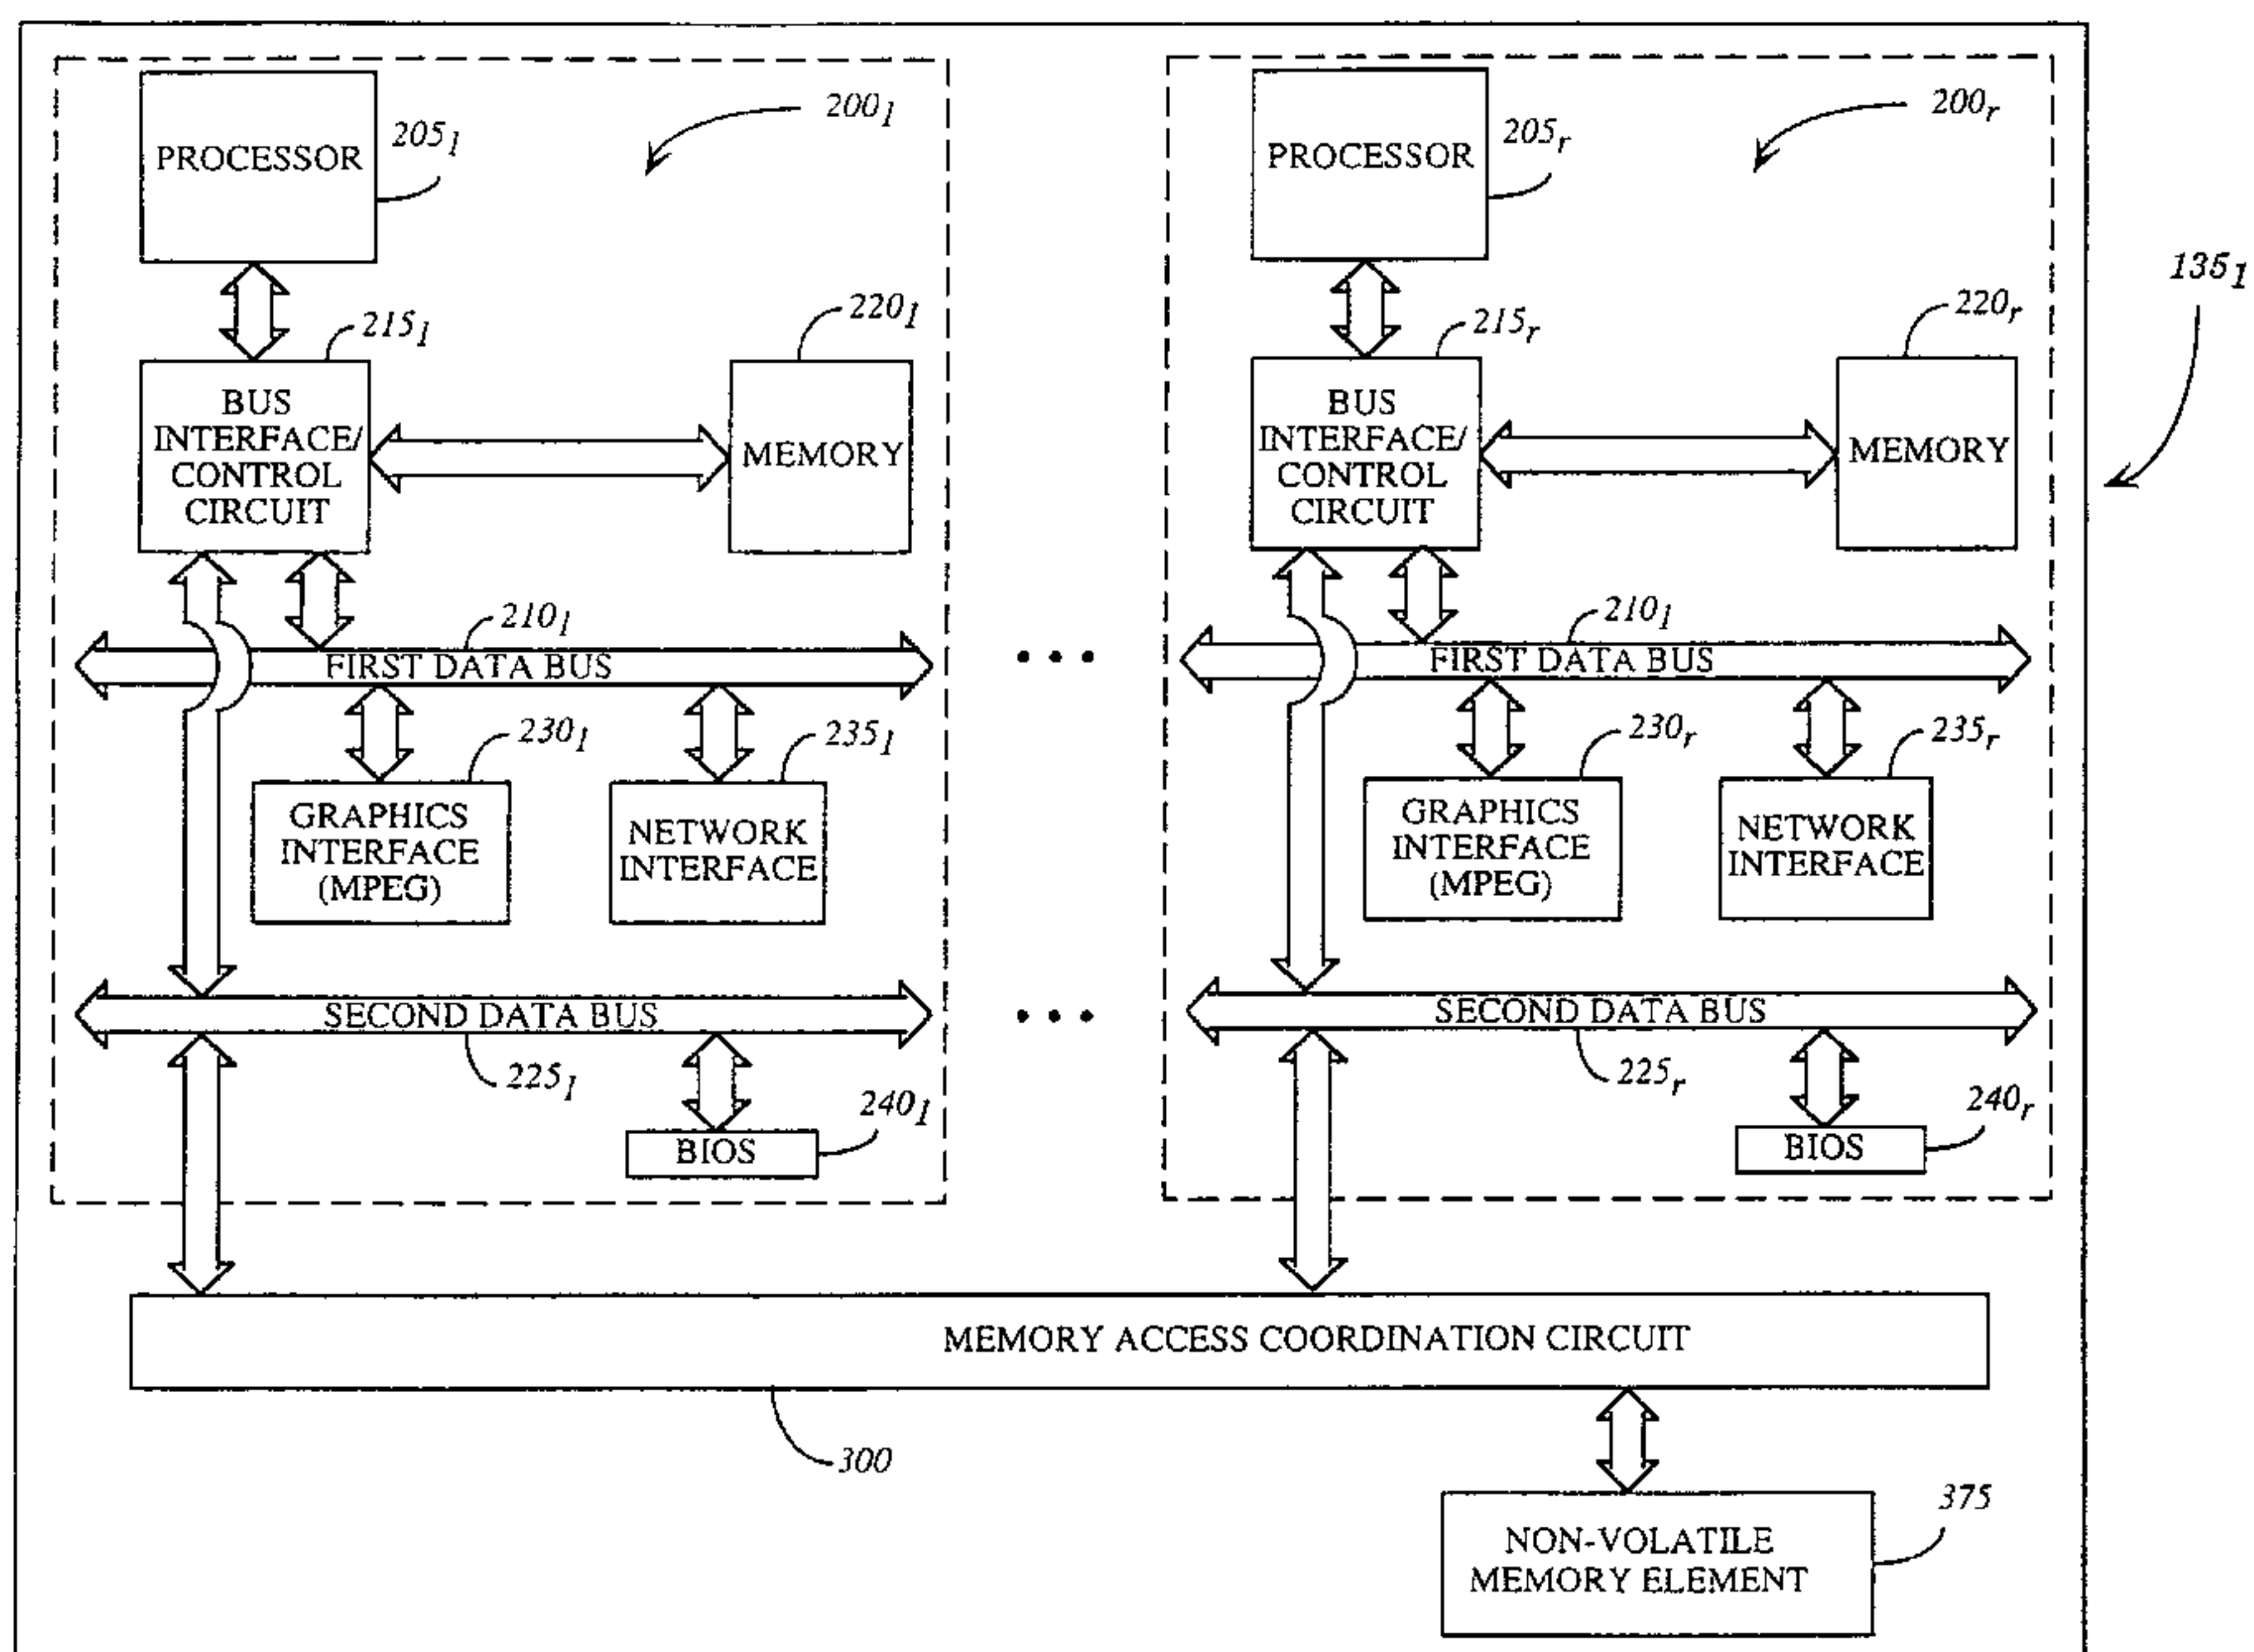 PROCESSOR
205₁
200₁
BUS
INTERFACE/
CONTROL
CIRCUIT
215₁
MEMORY
220₁
210₁
FIRST DATA BUS
GRAPHICS
INTERFACE
(MPEG)
230₁
NETWORK
INTERFACE
235₁
SECOND DATA BUS
225₁
BIOS
240₁
• • •
• • •
PROCESSOR
205ᵣ
200ᵣ
BUS
INTERFACE/
CONTROL
CIRCUIT
215ᵣ
MEMORY
220ᵣ
210₁
FIRST DATA BUS
GRAPHICS
INTERFACE
(MPEG)
230ᵣ
NETWORK
INTERFACE
235ᵣ
SECOND DATA BUS
225ᵣ
BIOS
240ᵣ
135₁
MEMORY ACCESS COORDINATION CIRCUIT
300
NON-VOLATILE
MEMORY ELEMENT
375